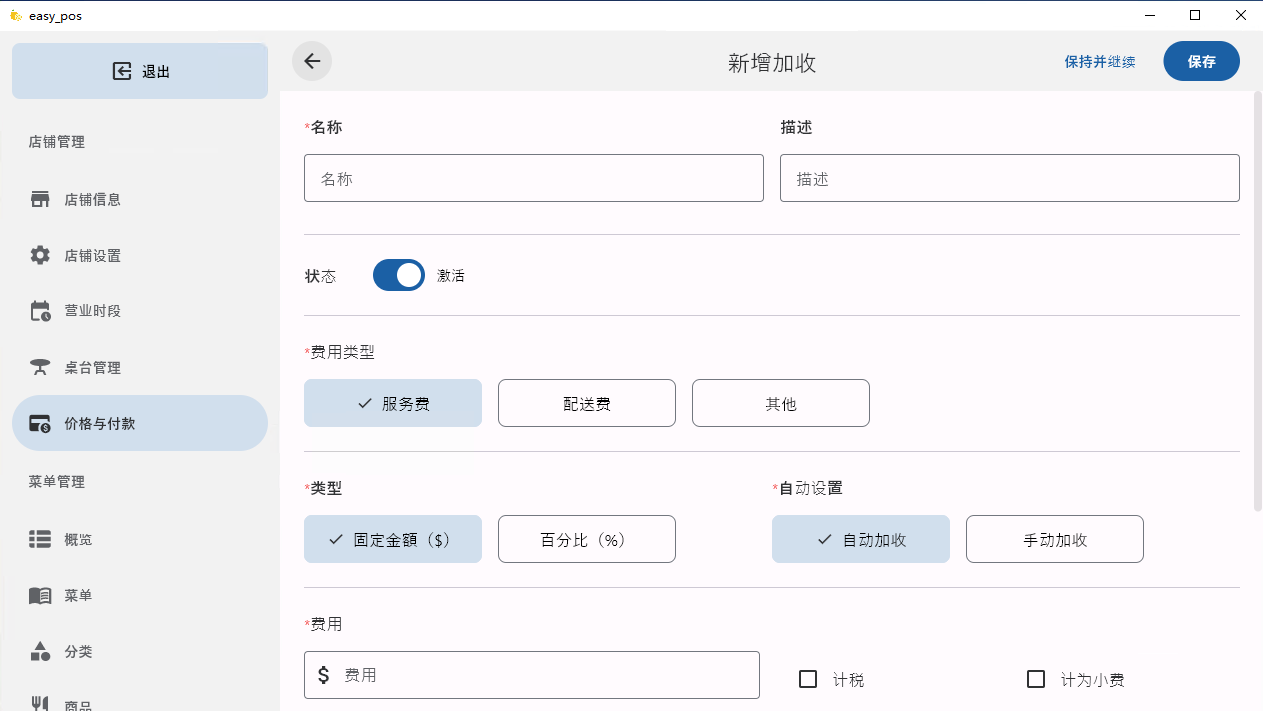 easy_pos
退出
新增加收
保持并继续
保存
店铺管理
店铺信息
店铺设置
营业时段
桌台管理
价格与付款
菜单管理
概览
菜单
分类
商品
*名称
描述
名称
描述
状态
激活
*费用类型
服务费
配送费
其他
*类型
*自动设置
固定金額（$）
百分比（%）
自动加收
手动加收
*费用
$ 费用
计税
计为小费